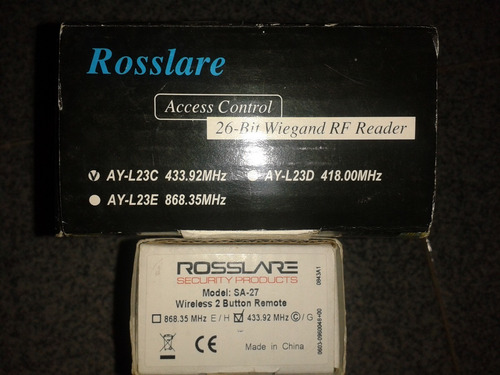 Rosslare
Access Control
26-Bit Wiegand RF Reader
AY-L23C 433.92MHz AY-L23D 418.00MHz
AY-L23E 868.35MHz
ROSSLARE
SECURITY PRODUCTS
Model: SA-27
Wireless 2 Button Remote
868.35 MHz E / H 433.92 MHz C / G
CE
Made in China
0943A1